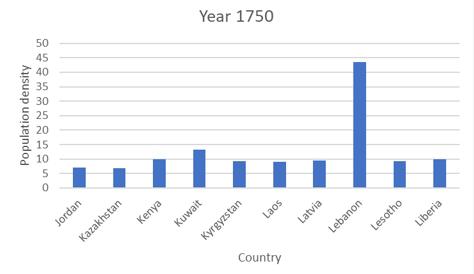 Year 1750
Population density
50
45
40
35
30
25
20
15
10
5
0
Jordan
Kazakhstan
Kenya
Kuwait
Kyrgyzstan
Laos
Latvia
Lebanon
Lesotho
Liberia
Country